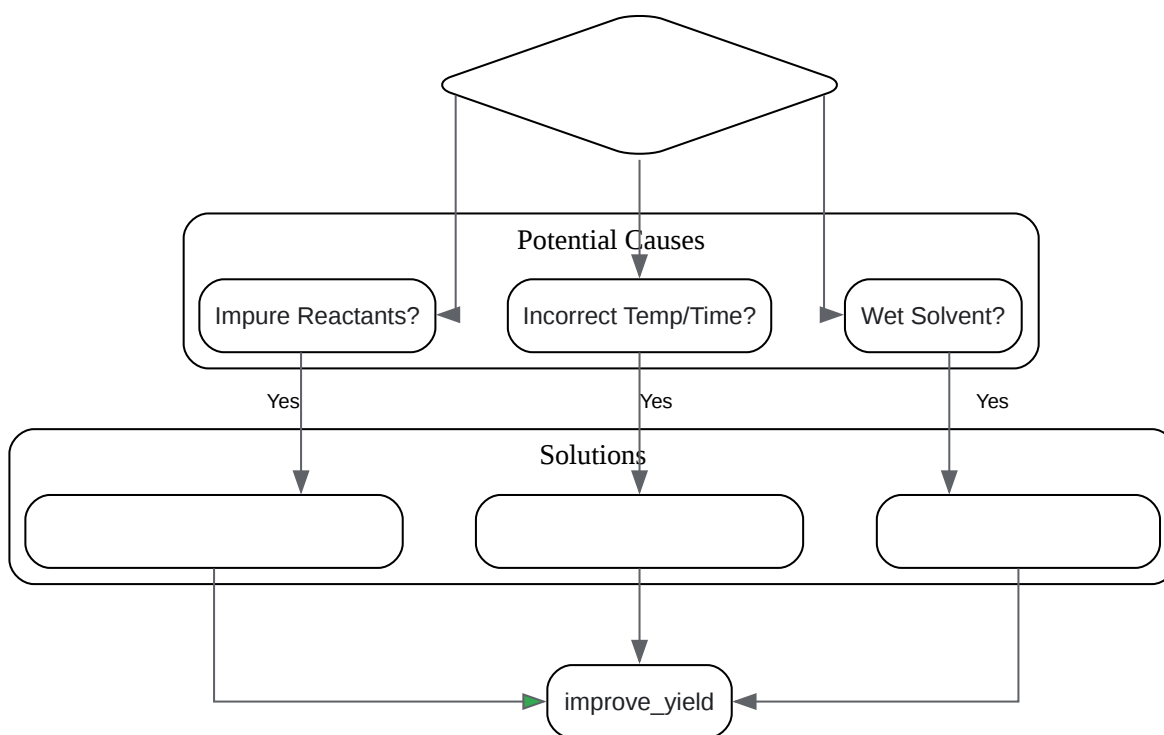 Potential Causes
Impure Reactants?
Incorrect Temp/Time?
Wet Solvent?
Yes
Yes
Yes
Solutions
improve_yield